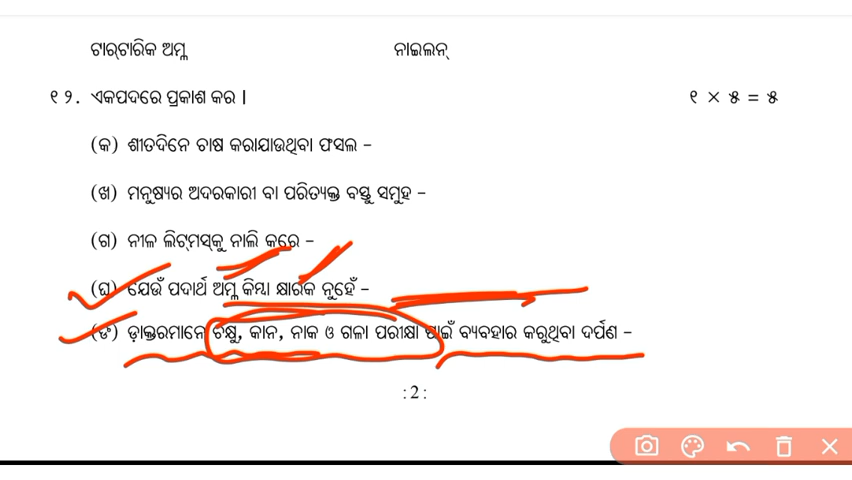 ଟାର୍‌ଟାରିକ ଅମ୍ଳ ନାଇଲନ୍
୧୨. ଏକପଦରେ ପ୍ରକାଶ କର । ୧ × ୫ = ୫
(କ) ଶୀତଦିନେ ଚାଷ କରାଯାଉଥିବା ଫସଲ –
(ଖ) ମନୁଷ୍ୟର ଅଦରକାରୀ ବା ପରିତ୍ୟକ୍ତ ବସ୍ତୁ ସମୁହ –
(ଗ) ନୀଳ ଲିଟ୍‌ମସ୍‌କୁ ନାଲି କରେ –
(ଘ) ଯେଉଁ ପଦାର୍ଥ ଅମ୍ଳ କିମ୍ବା କ୍ଷାରକ ନୁହେଁ –
(ଙ) ଡ଼ାକ୍ତରମାନେ ଚକ୍ଷୁ, କାନ, ନାକ ଓ ଗଳା ପରୀକ୍ଷା ପାଇଁ ବ୍ୟବହାର କରୁଥିବା ଦର୍ପଣ –
: 2 :